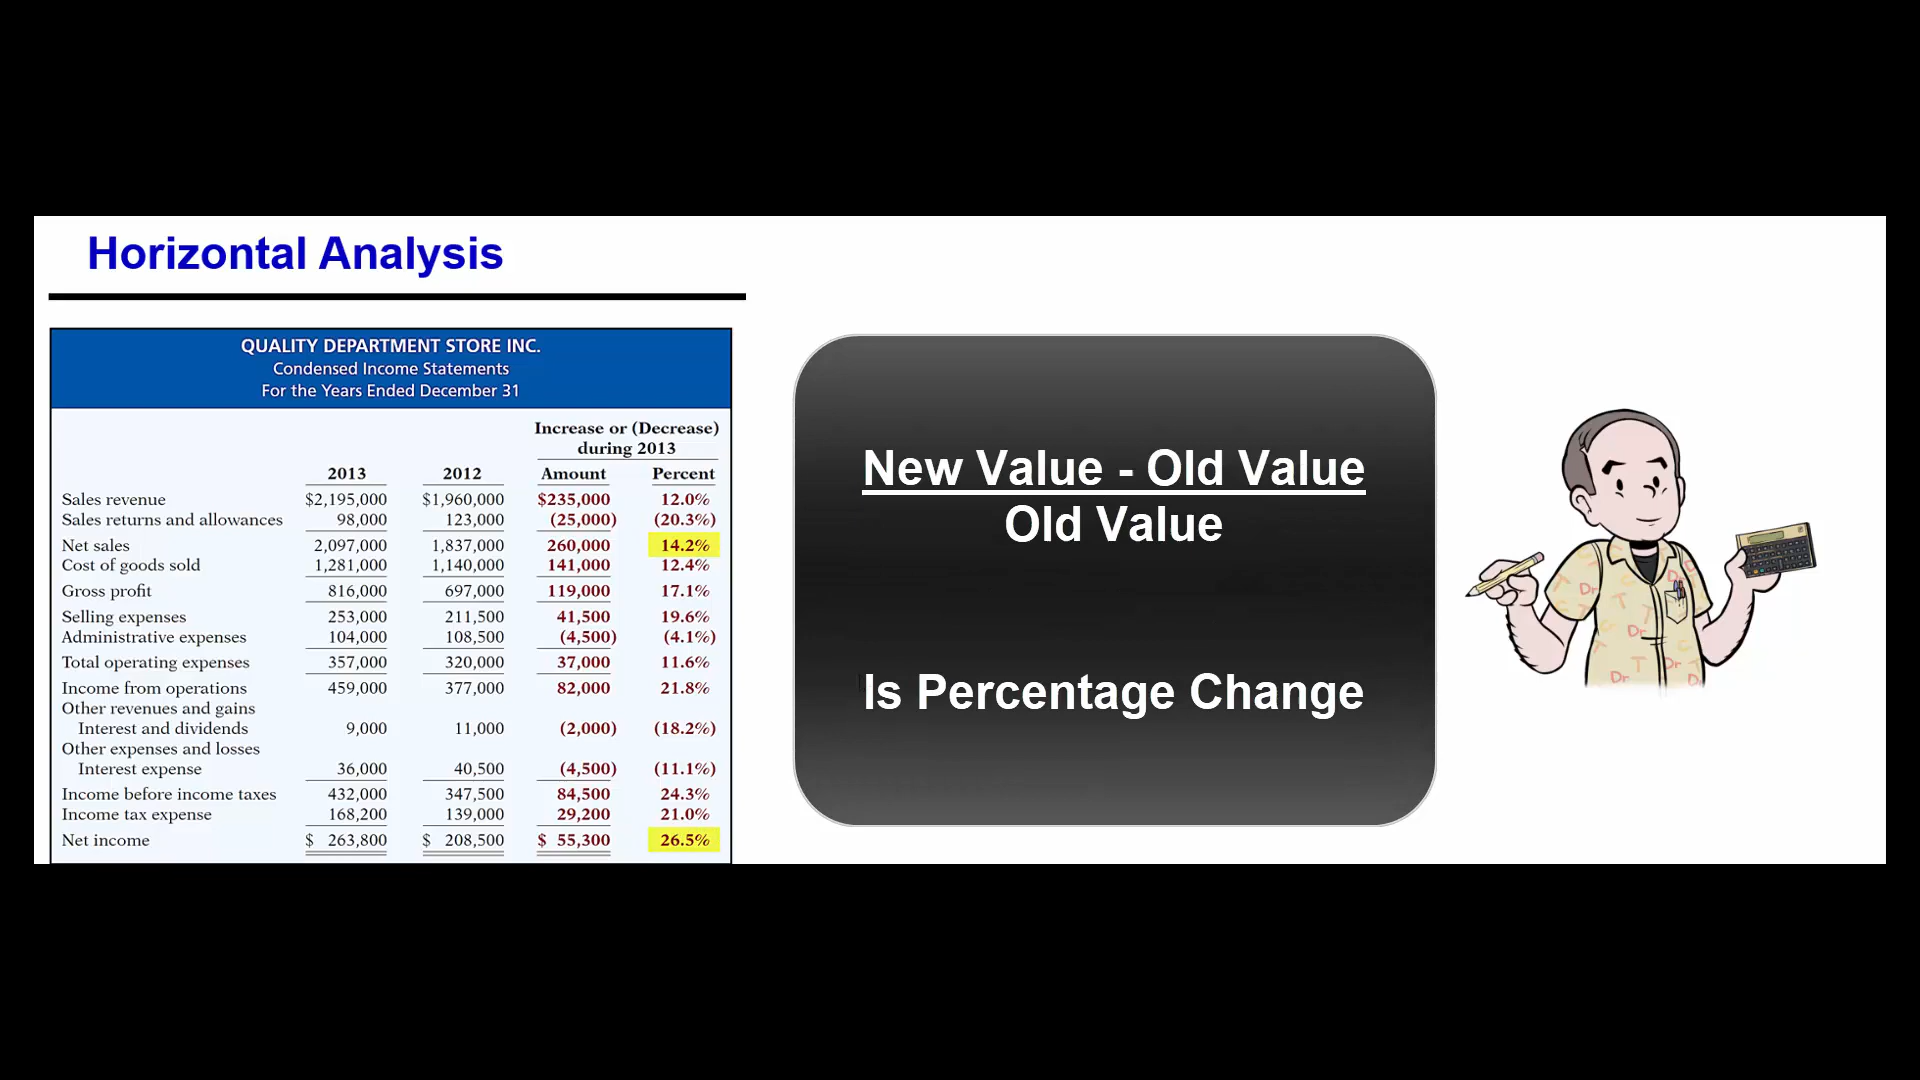 Horizontal Analysis
QUALITY DEPARTMENT STORE INC.
Condensed Income Statements
For the Years Ended December 31
Increase or (Decrease)
during 2013
2013 2012 Amount Percent
Sales revenue $2,195,000 $1,960,000 $235,000 12.0%
Sales returns and allowances 98,000 123,000 (25,000) (20.3%)
Net sales 2,097,000 1,837,000 260,000 14.2%
Cost of goods sold 1,281,000 1,140,000 141,000 12.4%
Gross profit 816,000 697,000 119,000 17.1%
Selling expenses 253,000 211,500 41,500 19.6%
Administrative expenses 104,000 108,500 (4,500) (4.1%)
Total operating expenses 357,000 320,000 37,000 11.6%
Income from operations 459,000 377,000 82,000 21.8%
Other revenues and gains
Interest and dividends 9,000 11,000 (2,000) (18.2%)
Other expenses and losses
Interest expense 36,000 40,500 (4,500) (11.1%)
Income before income taxes 432,000 347,500 84,500 24.3%
Income tax expense 168,200 139,000 29,200 21.0%
Net income $ 263,800 $ 208,500 $ 55,300 26.5%
New Value - Old Value
Old Value
Is Percentage Change